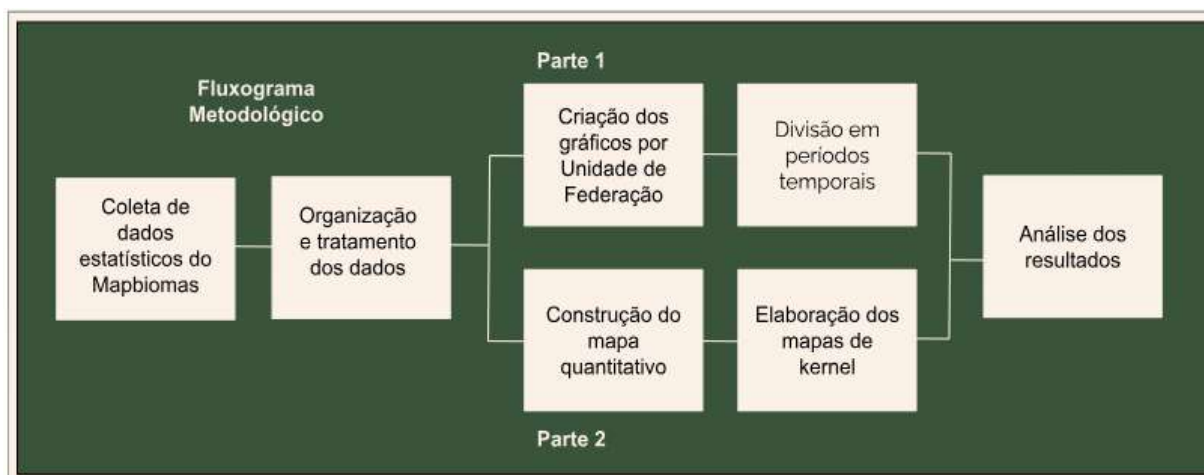 Fluxograma
Metodológico
Coleta de
dados
estatísticos do
Mapbiomas
Organização
e tratamento
dos dados
Parte 1
Criação dos
gráficos por
Unidade de
Federação
Divisão em
períodos
temporais
Construção do
mapa
quantitativo
Elaboração dos
mapas de
kernel
Parte 2
Análise dos
resultados